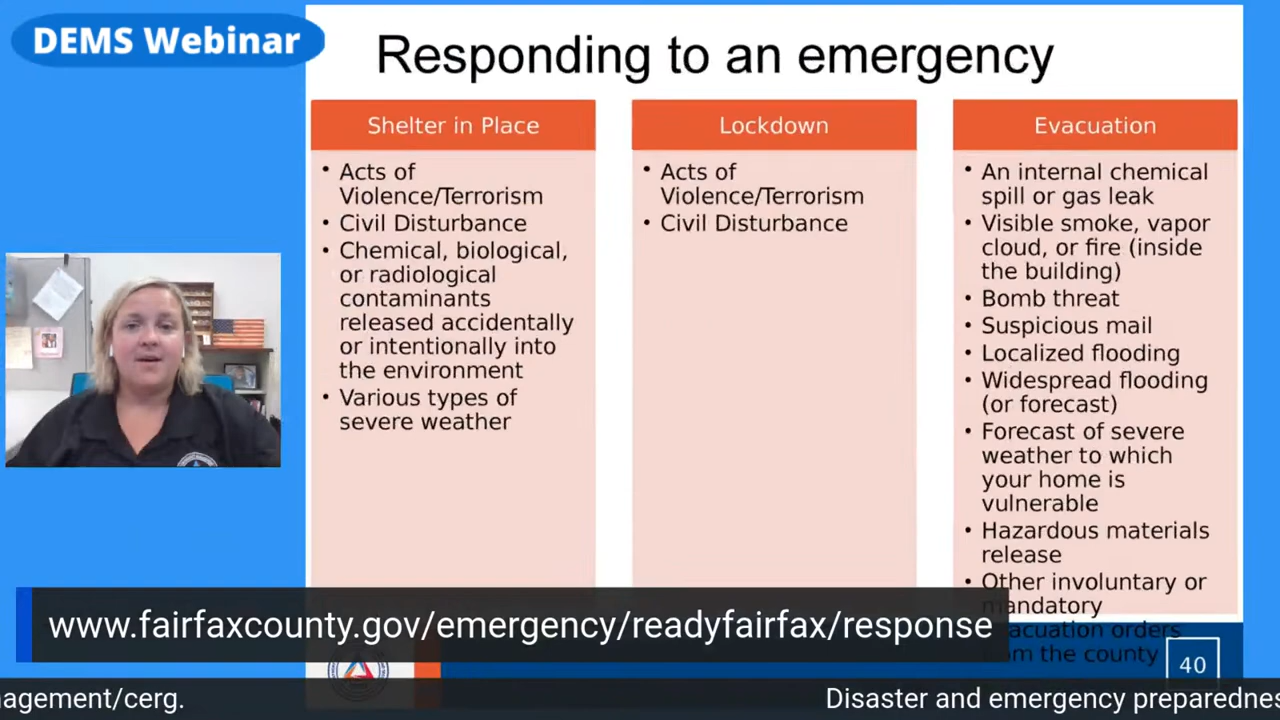 DEMS Webinar
Responding to an emergency
Shelter in Place
• Acts of
Violence/Terrorism
• Civil Disturbance
• Chemical, biological,
or radiological
contaminants
released accidentally
or intentionally into
the environment
• Various types of
severe weather
Lockdown
• Acts of
Violence/Terrorism
• Civil Disturbance
Evacuation
• An internal chemical
spill or gas leak
• Visible smoke, vapor
cloud, or fire (inside
the building)
• Bomb threat
• Suspicious mail
• Localized flooding
• Widespread flooding
(or forecast)
• Forecast of severe
weather to which
your home is
vulnerable
• Hazardous materials
release
• Other involuntary or
mandatory
evacuation orders
from the county
www.fairfaxcounty.gov/emergency/readyfairfax/response
40
nagement/cerg.
Disaster and emergency preparednes